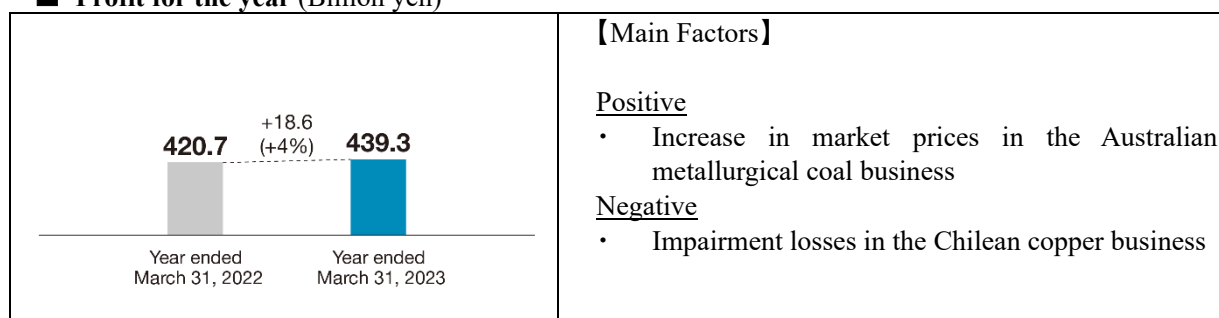 ■ Profit for the year (Billion yen)
+18.6
420.7 (+4%) 439.3
Year ended Year ended
March 31, 2022 March 31, 2023
【Main Factors】
Positive
・ Increase in market prices in the Australian
metallurgical coal business
Negative
・ Impairment losses in the Chilean copper business